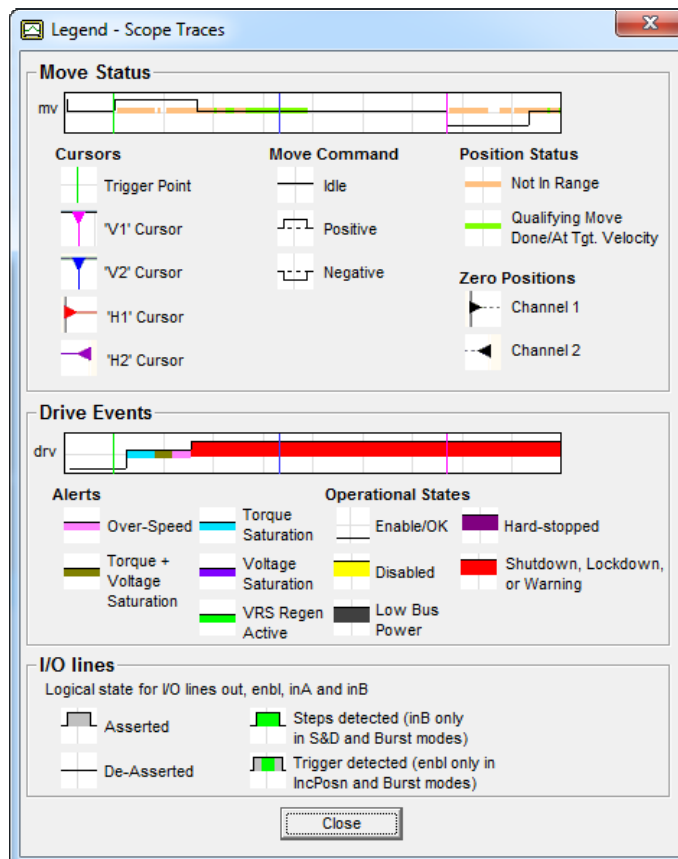 Legend - Scope Traces
Move Status
mv
Cursors
Trigger Point
'V1' Cursor
'V2' Cursor
'H1' Cursor
'H2' Cursor
Move Command
Idle
Positive
Negative
Position Status
Not In Range
Qualifying Move
Done/At Tgt. Velocity
Zero Positions
Channel 1
Channel 2
Drive Events
drv
Alerts
Over-Speed
Torque +
Voltage
Saturation
Torque
Saturation
Voltage
Saturation
VRS Regen
Active
Operational States
Enable/OK
Disabled
Low Bus
Power
Hard-stopped
Shutdown, Lockdown,
or Warning
I/O lines
Logical state for I/O lines out, enbl, inA and inB
Asserted
De-Asserted
Steps detected (inB only
in S&D and Burst modes)
Trigger detected (enbl only in
IncPosn and Burst modes)
Close